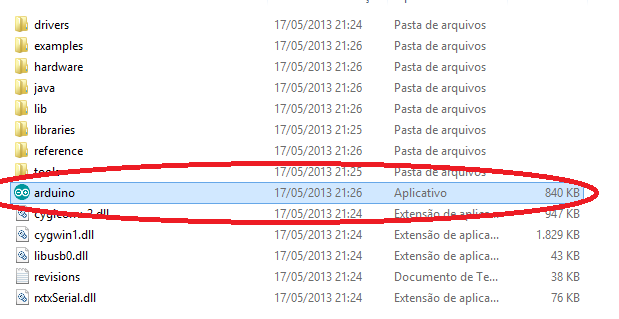 drivers 17/05/2013 21:24 Pasta de arquivos
examples 17/05/2013 21:26 Pasta de arquivos
hardware 17/05/2013 21:26 Pasta de arquivos
java 17/05/2013 21:26 Pasta de arquivos
lib 17/05/2013 21:26 Pasta de arquivos
libraries 17/05/2013 21:25 Pasta de arquivos
reference 17/05/2013 21:26 Pasta de arquivos
tools 17/05/2013 21:25 Pasta de arquivos
arduino 17/05/2013 21:26 Aplicativo 840 KB
cygiconv-2.dll 17/05/2013 21:24 Extensão de aplica... 947 KB
cygwin1.dll 17/05/2013 21:24 Extensão de aplica... 1.829 KB
libusb0.dll 17/05/2013 21:24 Extensão de aplica... 43 KB
revisions 17/05/2013 21:24 Documento de Te... 38 KB
rxtxSerial.dll 17/05/2013 21:24 Extensão de aplica... 76 KB